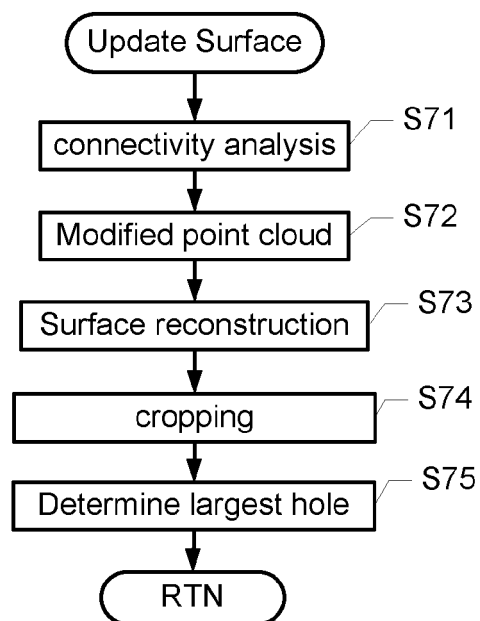 Update Surface
connectivity analysis
S71
Modified point cloud
S72
Surface reconstruction
S73
cropping
S74
Determine largest hole
S75
RTN